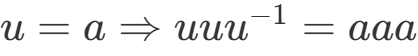 u = a ⇒ uuu⁻¹ = aaa